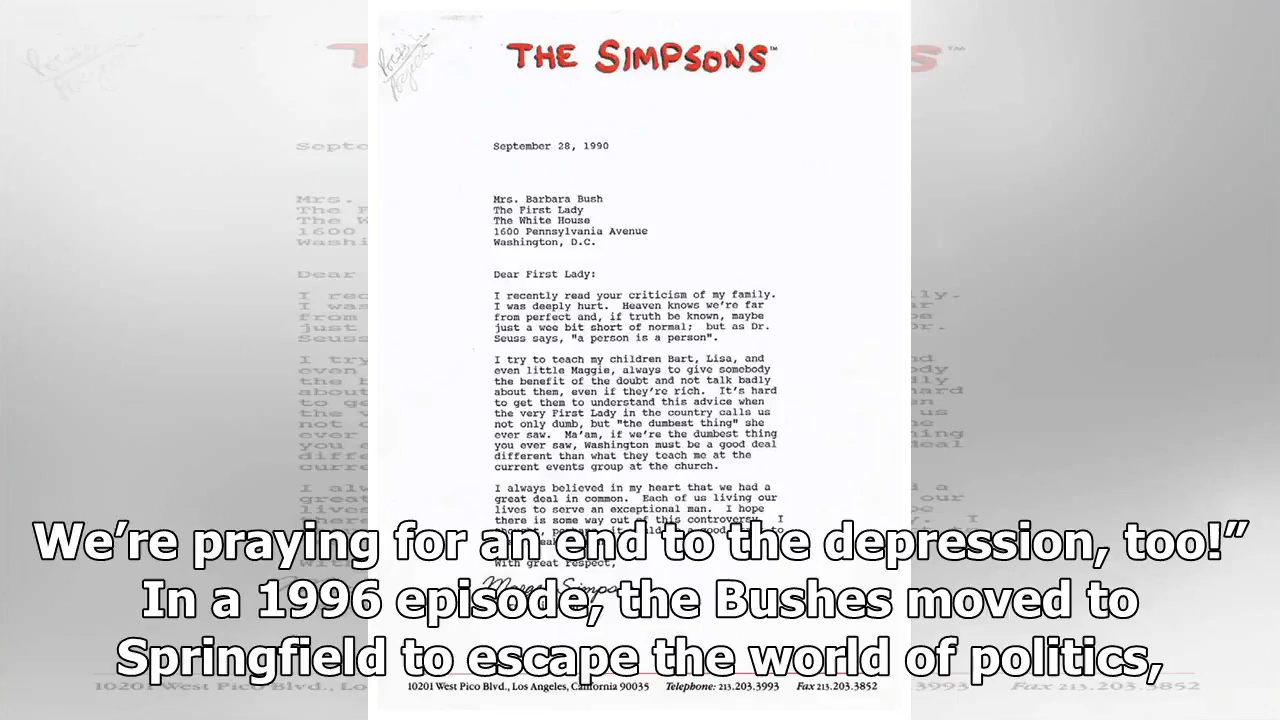 THE SIMPSONS™
September 28, 1990
Mrs. Barbara Bush
The First Lady
The White House
1600 Pennsylvania Avenue
Washington, D.C.
Dear First Lady:
I recently read your criticism of my family.
I was deeply hurt. Heaven knows we're far
from perfect and, if truth be known, maybe
just a wee bit short of normal; but as Dr.
Seuss says, "a person is a person".
I try to teach my children Bart, Lisa, and
even little Maggie, always to give somebody
the benefit of the doubt and not talk badly
about them, even if they're rich. It's hard
to get them to understand this advice when
the very First Lady in the country calls us
not only dumb, but "the dumbest thing" she
ever saw. Ma'am, if we're the dumbest thing
you ever saw, Washington must be a good deal
different than what they teach me at the
current events group at the church.
I always believed in my heart that we had a
great deal in common. Each of us living our
lives to serve an exceptional man. I hope
there is some way out of this controversy. I
With great respect,
We're praying for an end to the depression, too!”
In a 1996 episode, the Bushes moved to
Springfield to escape the world of politics,
10201 West Pico Blvd., Los Angeles, California 90035 Telephone: 213.203.3993 Fax 213.203.3852